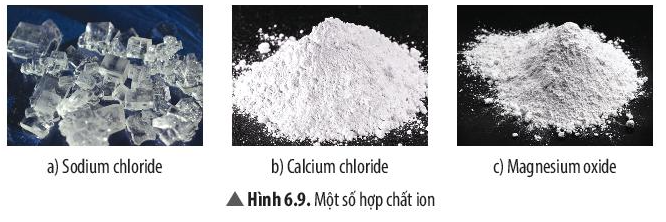 a) Sodium chloride
b) Calcium chloride
c) Magnesium oxide
▲ Hình 6.9. Một số hợp chất ion